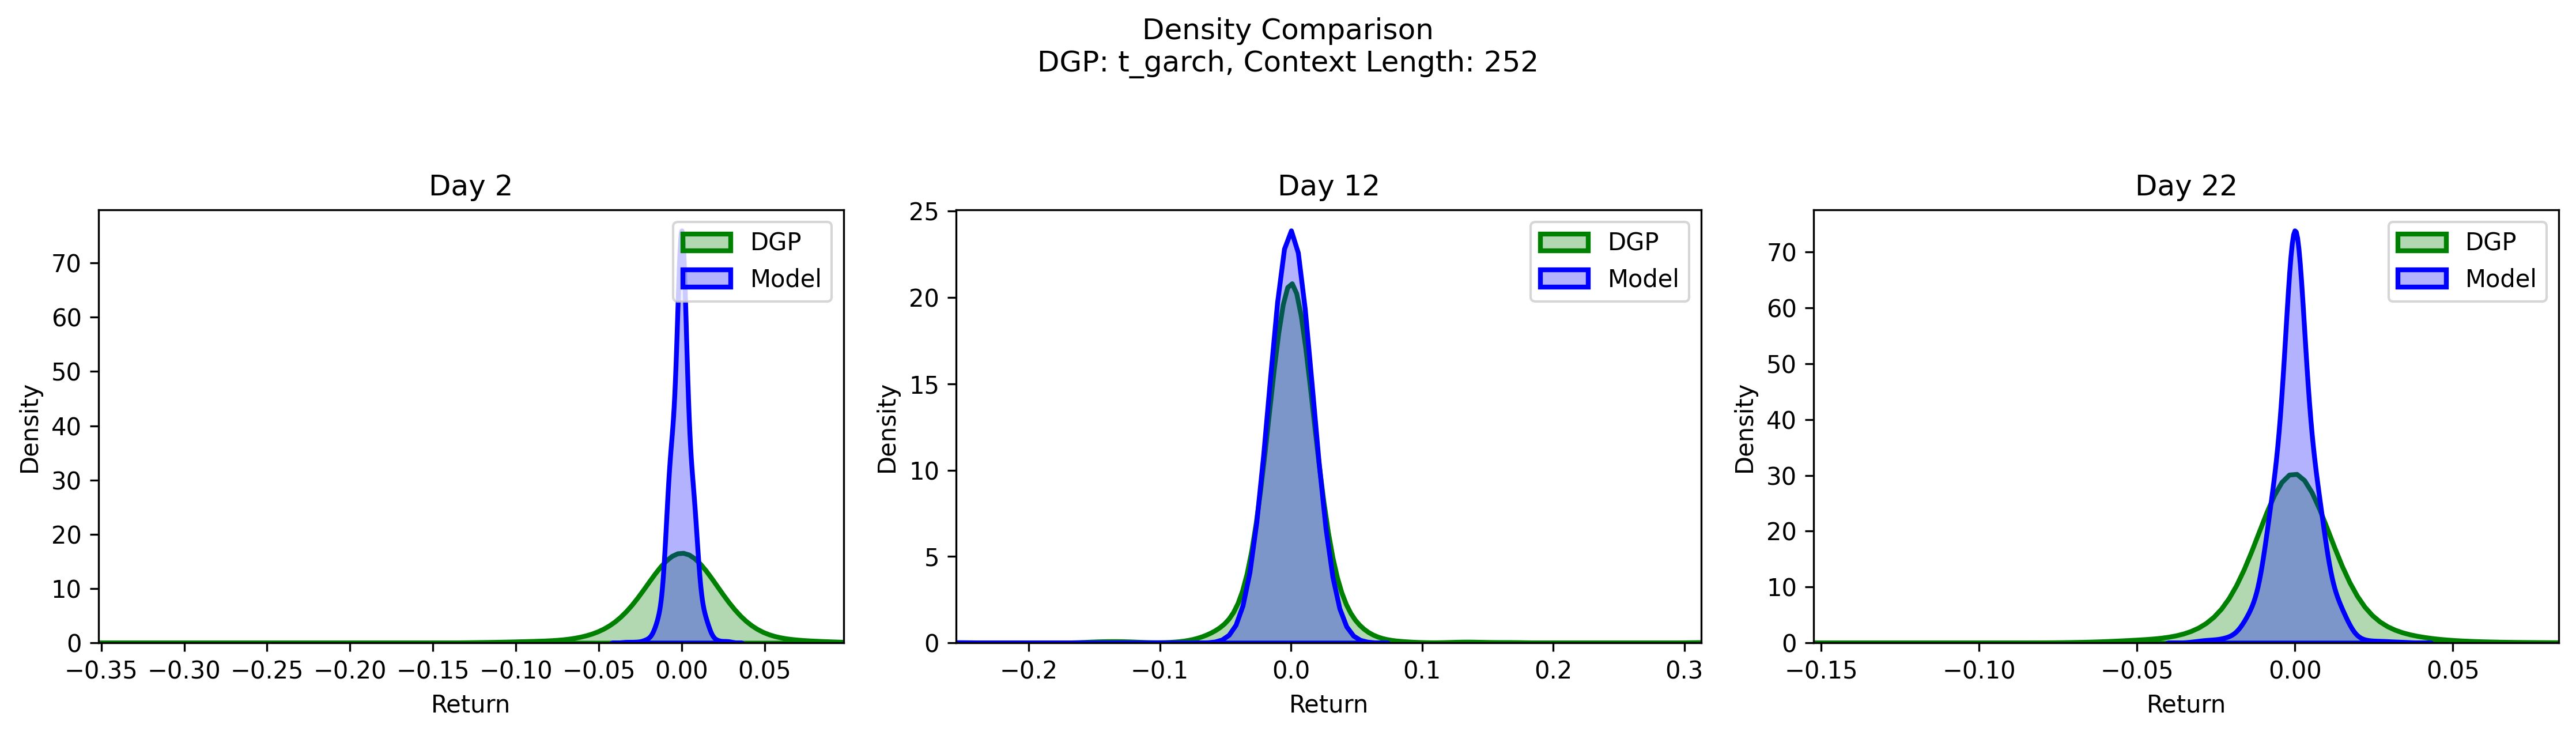 Density Comparison
DGP: t_garch, Context Length: 252
Day 2
Density
70
60
50
40
30
20
10
0
−0.35 −0.30 −0.25 −0.20 −0.15 −0.10 −0.05 0.00 0.05
Return
DGP
Model
Day 12
Density
25
20
15
10
5
0
−0.2 −0.1 0.0 0.1 0.2 0.3
Return
DGP
Model
Day 22
Density
70
60
50
40
30
20
10
0
−0.15 −0.10 −0.05 0.00 0.05
Return
DGP
Model